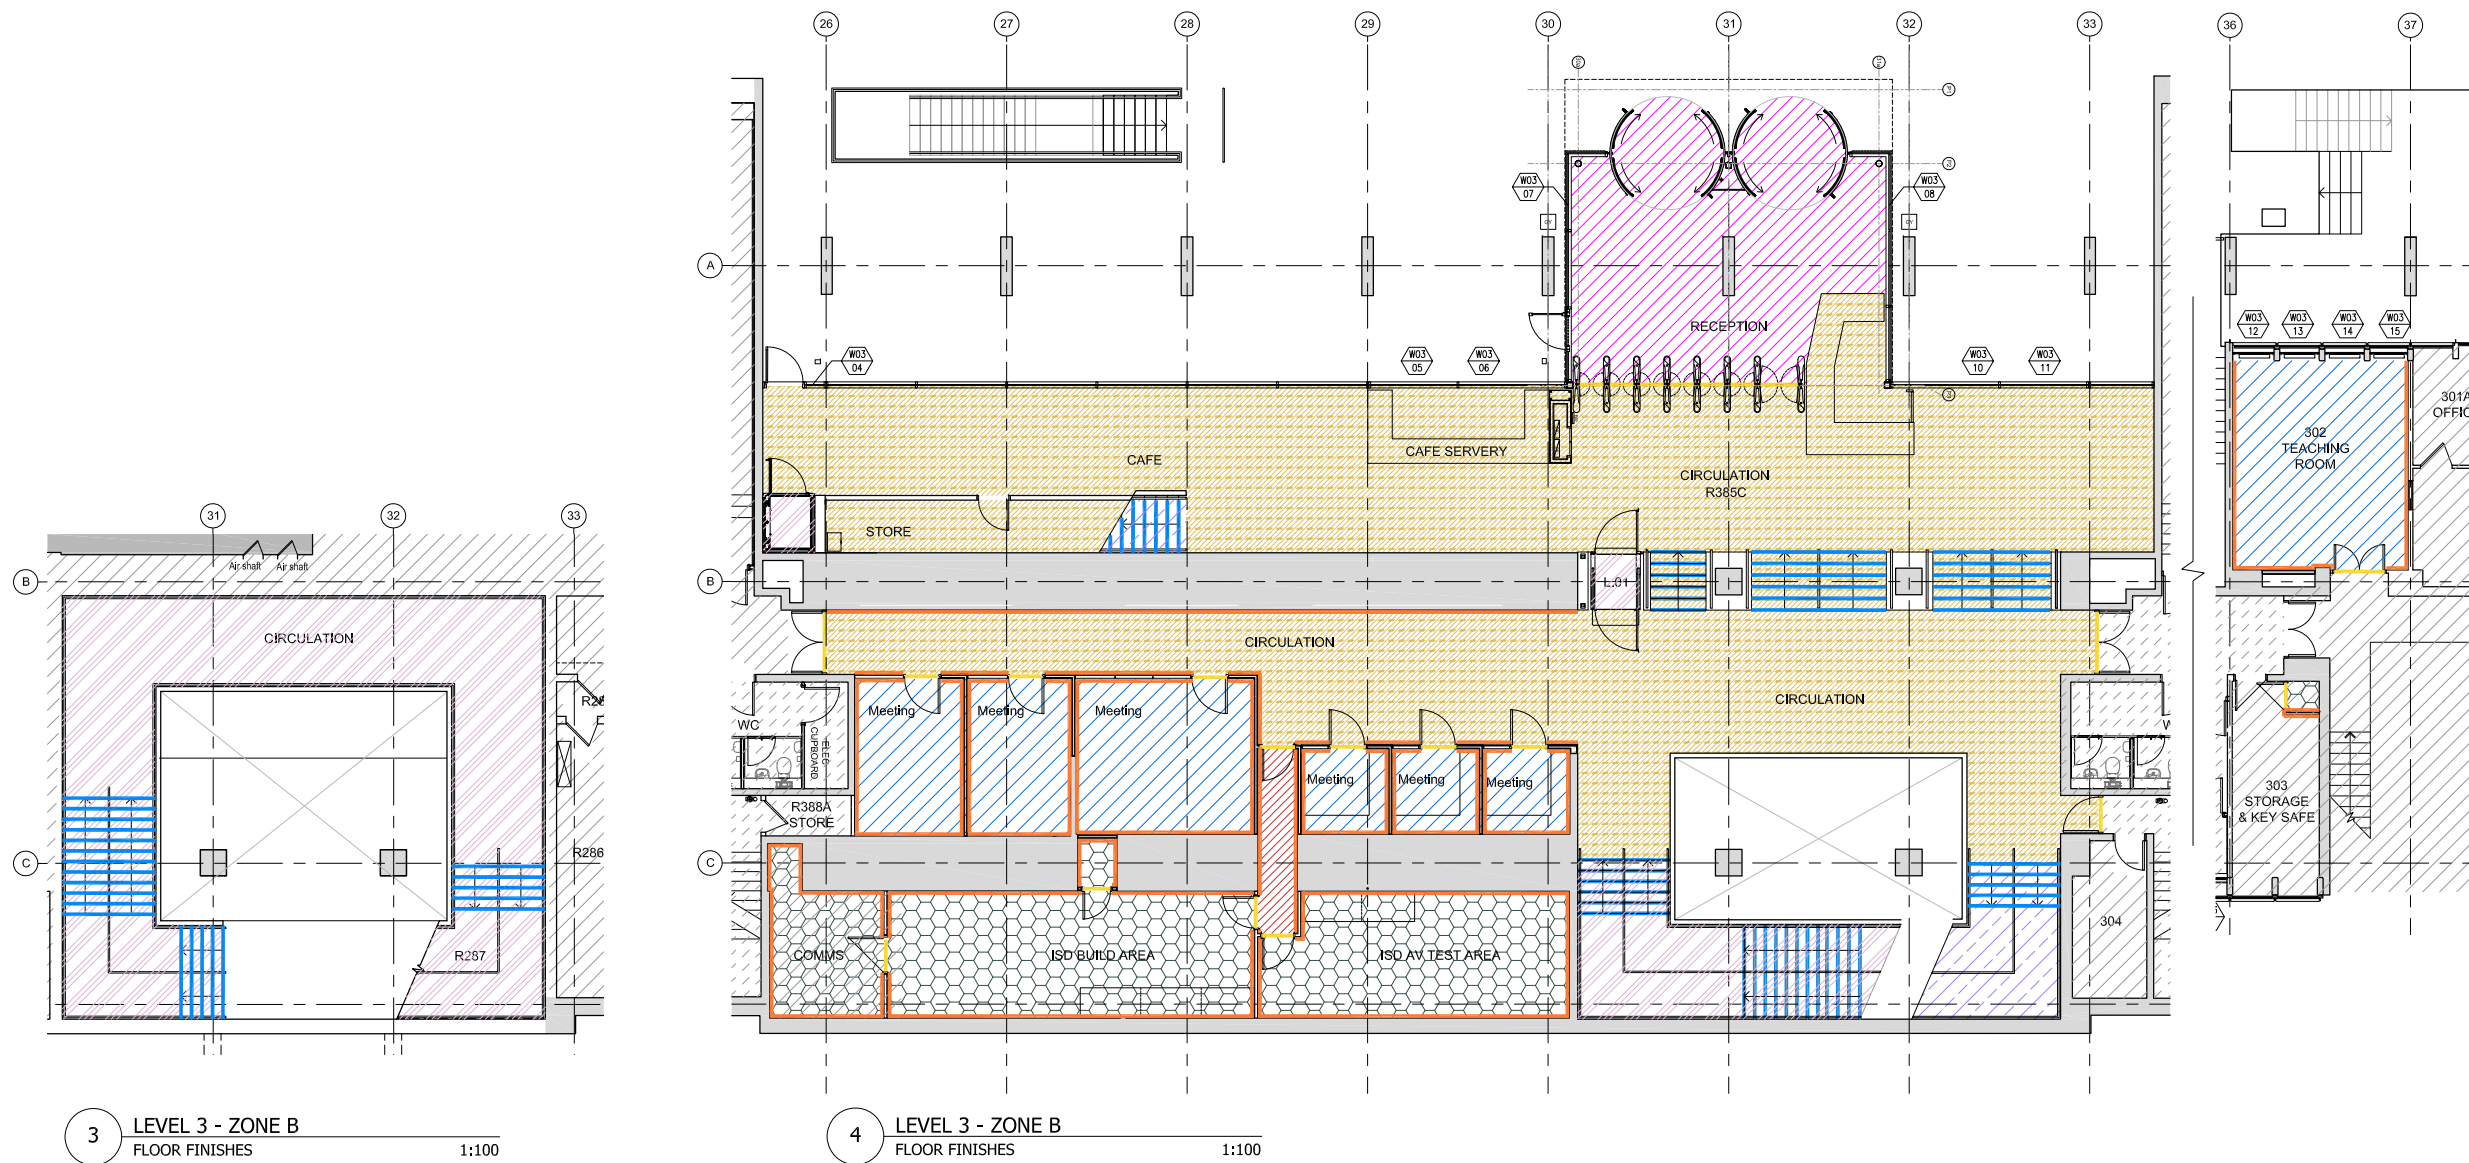 26
27
28
29
30
31
32
33
36
37
W03
07
W03
08
GY
GY
A
RECEPTION
W03
04
W03
05
W03
06
W03
10
W03
11
W03
12
W03
13
W03
14
W03
15
302
TEACHING
ROOM
301A
CAFE
CAFE SERVERY
CIRCULATION
R385C
STORE
31
32
33
Air shaft
Air shaft
B
B
L.01
CIRCULATION
CIRCULATION
CIRCULATION
Meeting
Meeting
Meeting
WC
ELEC
CUPBOARD
Meeting
Meeting
Meeting
R388A
STORE
303
STORAGE
& KEY SAFE
C
C
R286
R287
COMMS
ISD BUILD AREA
ISD AV TEST AREA
304
3
LEVEL 3 - ZONE B
FLOOR FINISHES
1:100
4
LEVEL 3 - ZONE B
FLOOR FINISHES
1:100